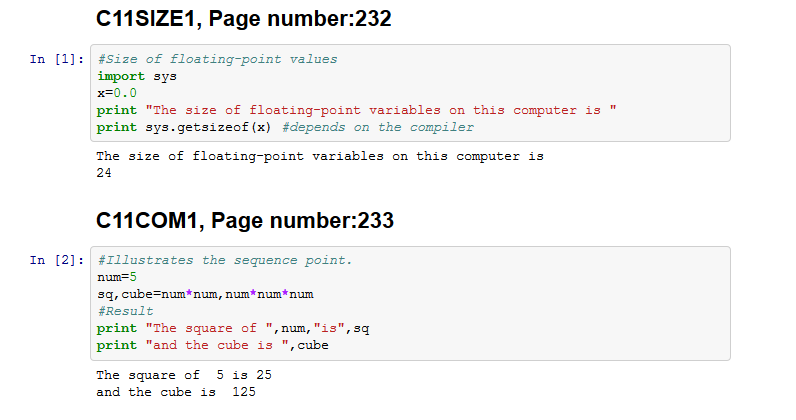 C11SIZE1, Page number:232
In [1]: #Size of floating-point values
import sys
x=0.0
print "The size of floating-point variables on this computer is "
print sys.getsizeof(x) #depends on the compiler
The size of floating-point variables on this computer is
24
C11COM1, Page number:233
In [2]: #Illustrates the sequence point.
num=5
sq,cube=num*num,num*num*num
#Result
print "The square of ",num,"is",sq
print "and the cube is ",cube
The square of  5 is 25
and the cube is  125